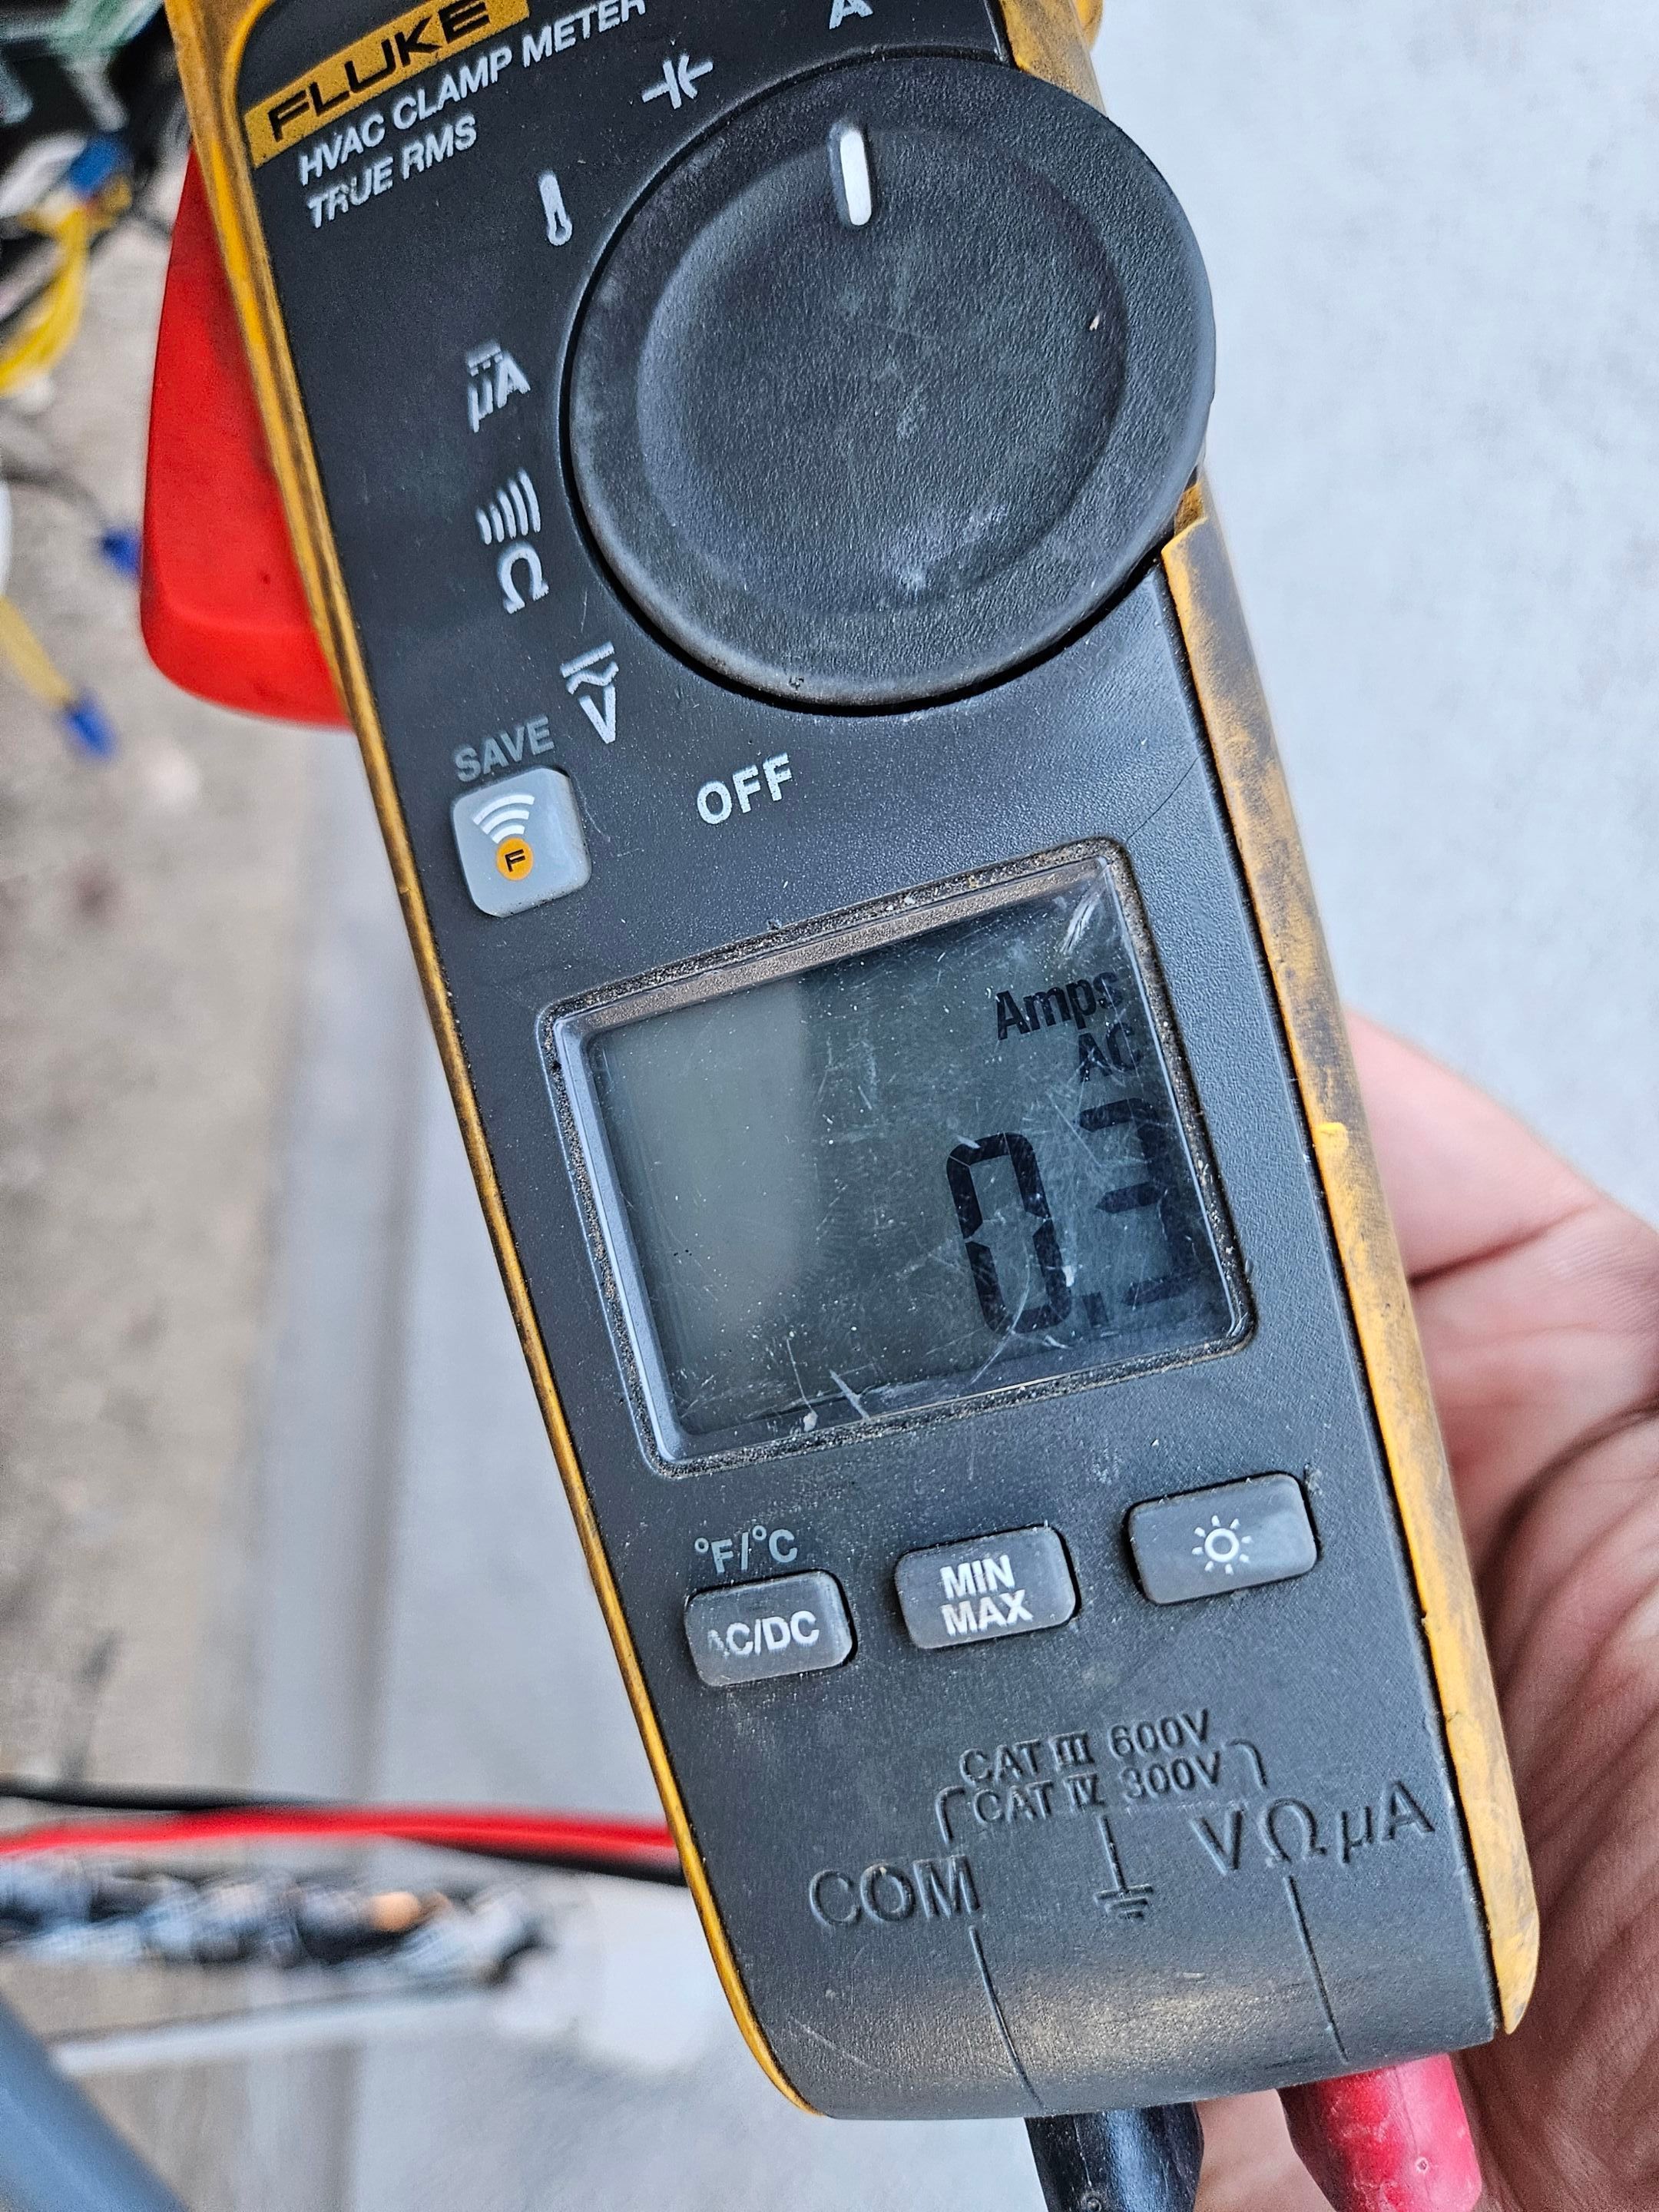 FLUKE
HVAC CLAMP METER
TRUE RMS
A
µA
Ω
V
SAVE
F
OFF
Amps
AC
0.3
°F/°C
AC/DC
MIN
MAX
CAT III 600V
CAT IV 300V
COM
VΩµA